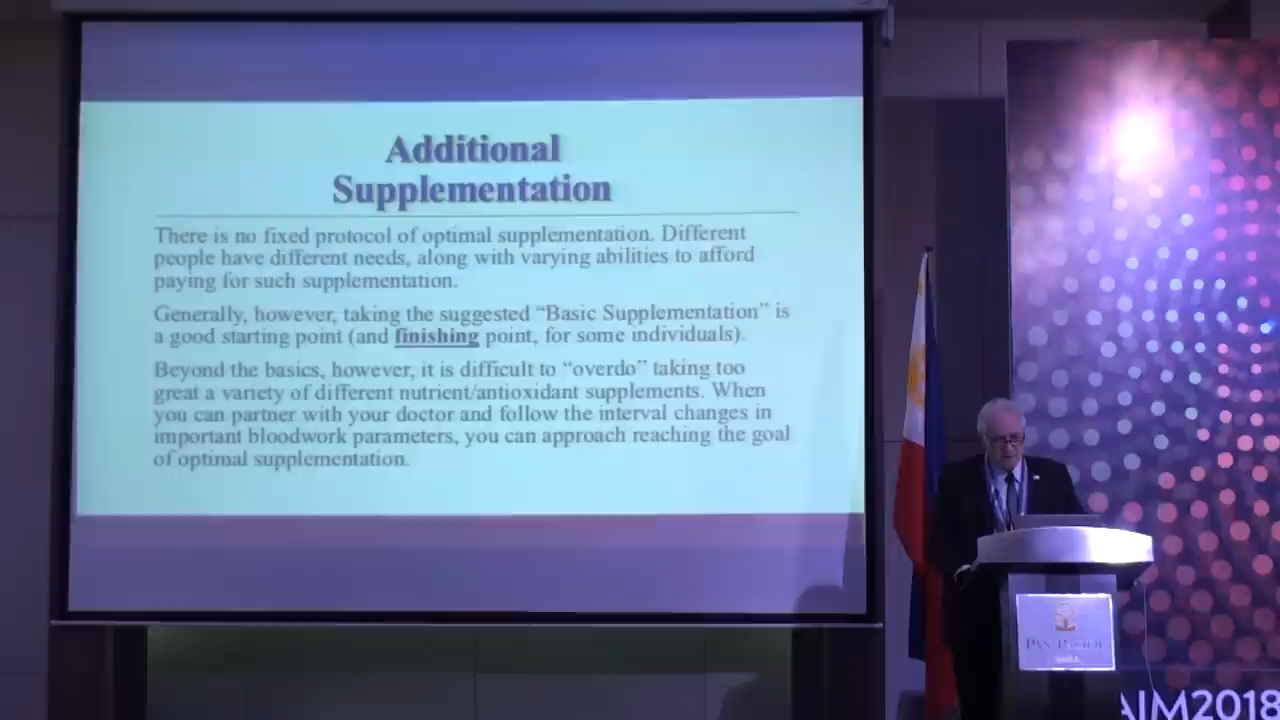 Additional
Supplementation
There is no fixed protocol of optimal supplementation. Different
people have different needs, along with varying abilities to afford
paying for such supplementation.
Generally, however, taking the suggested “Basic Supplementation” is
a good starting point (and finishing point, for some individuals).
Beyond the basics, however, it is difficult to “overdo” taking too
great a variety of different nutrient/antioxidant supplements. When
you can partner with your doctor and follow the interval changes in
important bloodwork parameters, you can approach reaching the goal
of optimal supplementation.
PAN PACIFIC
AIM2018